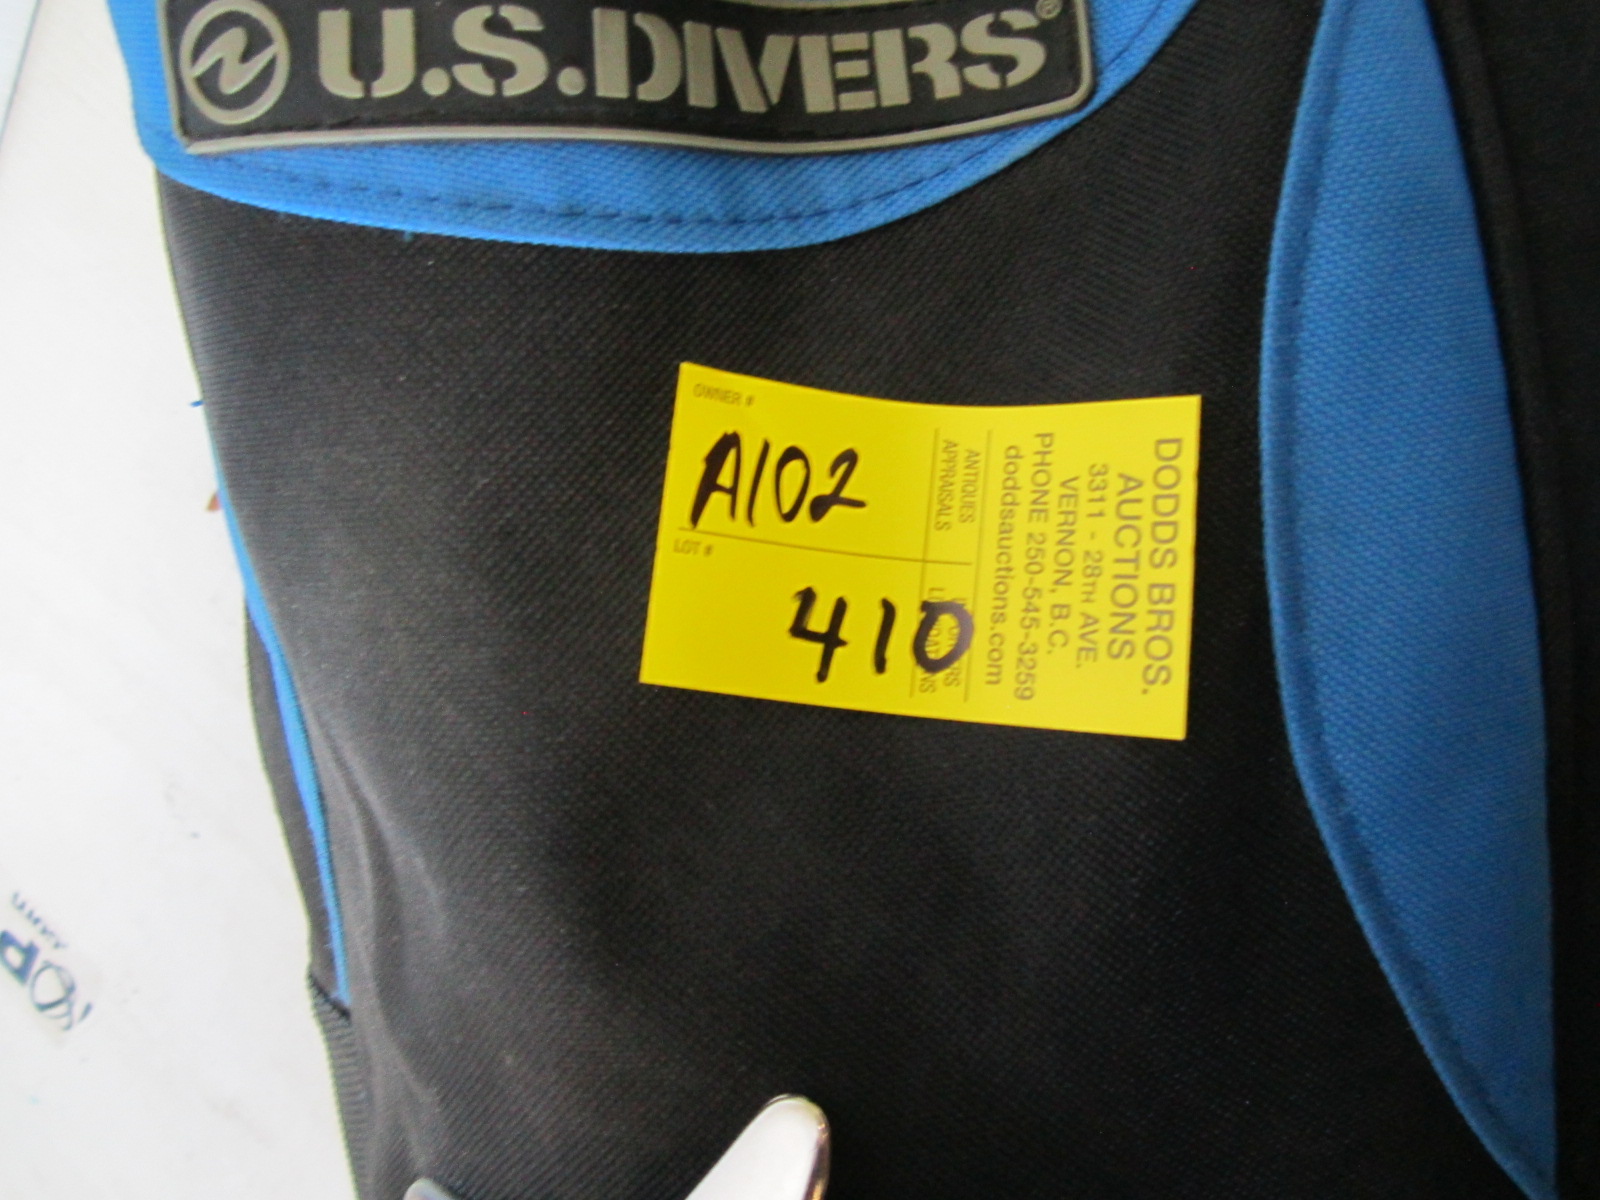 U.S.DIVERS®
OWNER #
A102
LOT #
410
DODDS BROS.
AUCTIONS
3311 - 28TH AVE.
VERNON, B.C.
PHONE 250-545-3259
doddsauctions.com
ANTIQUES
APPRAISALS
.com